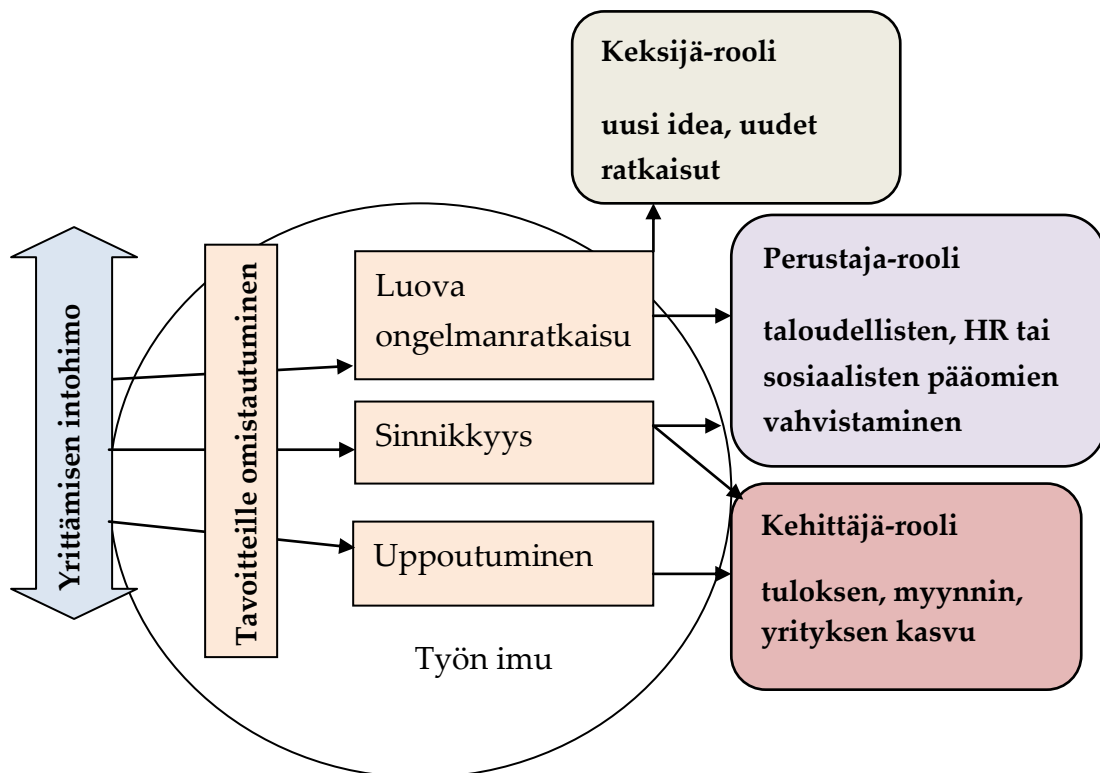 Keksijä-rooli
uusi idea, uudet
ratkaisut
Yrittämisen intohimo
Tavoitteille omistautuminen
Luova
ongelmanratkaisu
Sinnikkyys
Uppoutuminen
Työn imu
Perustaja-rooli
taloudellisten, HR tai
sosiaalisten pääomien
vahvistaminen
Kehittäjä-rooli
tuloksen, myynnin,
yrityksen kasvu